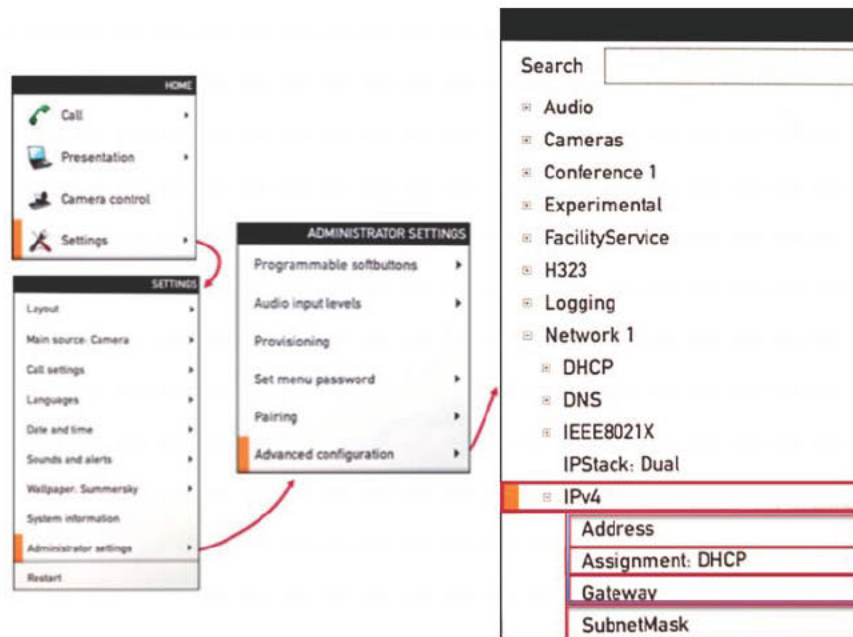 HOME
Call
Presentation
Camera control
Settings
SETTINGS
Layout
Main source: Camera
Call settings
Languages
Date and time
Sounds and alerts
Wallpaper: Summersky
System information
Administrator settings
Restart
ADMINISTRATOR SETTINGS
Programmable softbuttons
Audio input levels
Provisioning
Set menu password
Pairing
Advanced configuration
Search
Audio
Cameras
Conference 1
Experimental
FacilityService
H323
Logging
Network 1
DHCP
DNS
IEEE8021X
IPStack: Dual
IPv4
Address
Assignment: DHCP
Gateway
SubnetMask